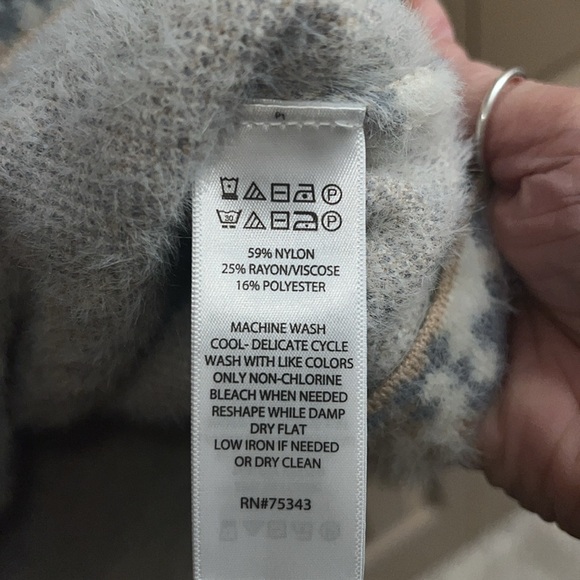 30
59% NYLON
25% RAYON/VISCOSE
16% POLYESTER
MACHINE WASH
COOL- DELICATE CYCLE
WASH WITH LIKE COLORS
ONLY NON-CHLORINE
BLEACH WHEN NEEDED
RESHAPE WHILE DAMP
DRY FLAT
LOW IRON IF NEEDED
OR DRY CLEAN
RN#75343